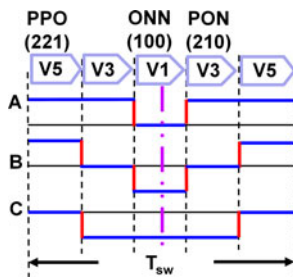 PPO ONN PON
(221) (100) (210)
V5 V3 V1 V3 V5
A
B
C
Tsw